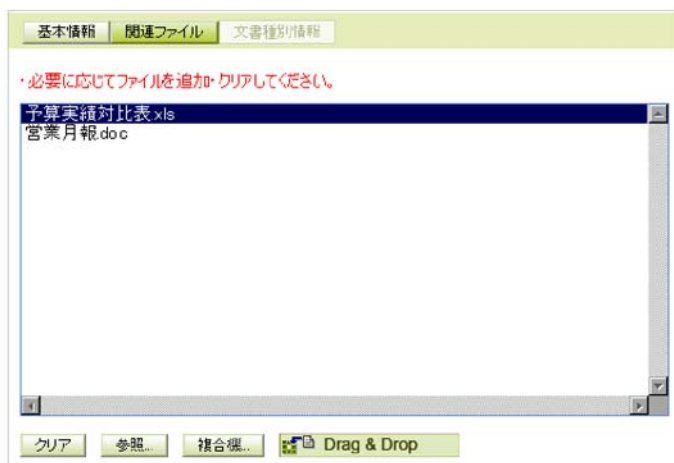 基本情報 関連ファイル 文書種別情報
・必要に応じてファイルを追加・クリアしてください。
予算実績対比表.xls
営業月報.doc
クリア 参照... 複合機... Drag & Drop